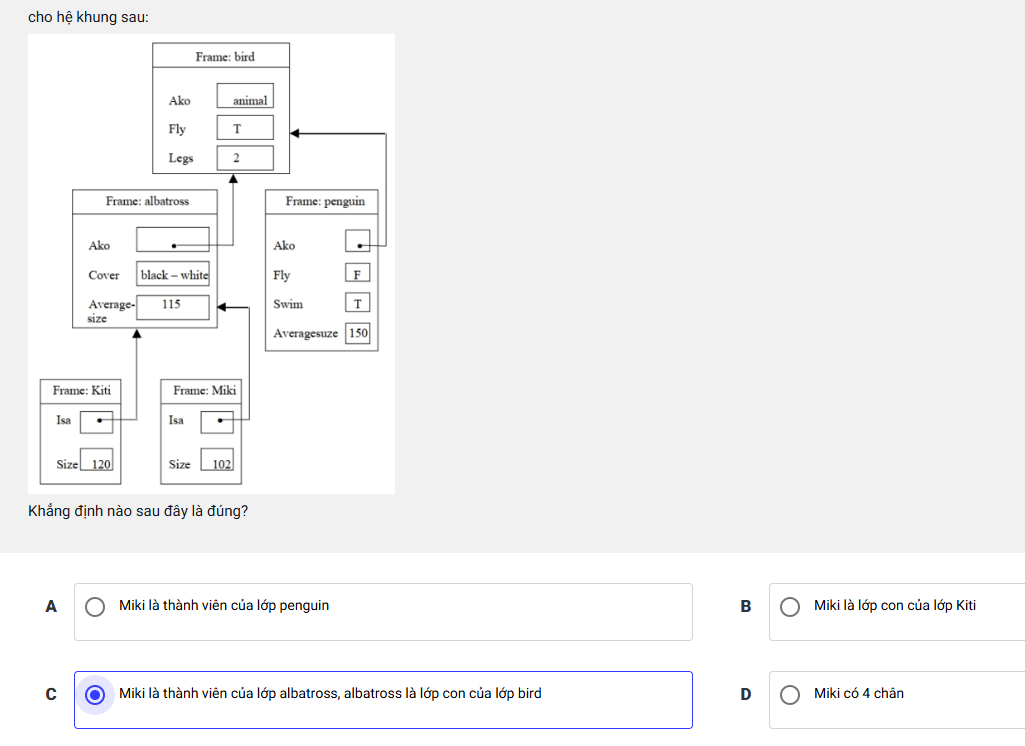 cho hệ khung sau:
Frame: bird
Ako animal
Fly T
Legs 2
Frame: albatross
Ako
Cover black – white
Average- 115
size
Frame: penguin
Ako
Fly F
Swim T
Averagesuze 150
Frame: Kiti
Isa
Size 120
Frame: Miki
Isa
Size 102
Khẳng định nào sau đây là đúng?
A Miki là thành viên của lớp penguin
B Miki là lớp con của lớp Kiti
C Miki là thành viên của lớp albatross, albatross là lớp con của lớp bird
D Miki có 4 chân